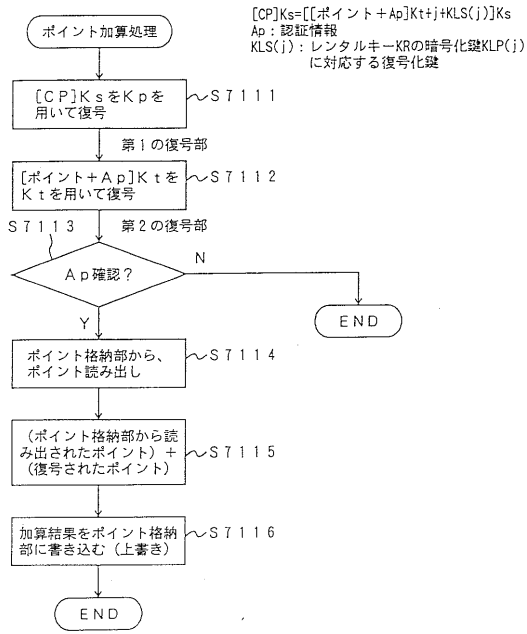 [CP]Ks=[[ポイント+Ap]Kt+j+KLS(j)]Ks
Ap:認証情報
KLS(j):レンタルキーKRの暗号化鍵KLP(j)
に対応する復号化鍵
ポイント加算処理
[CP]KsをKpを
用いて復号
S7111
第1の復号部
[ポイント+Ap]Ktを
Ktを用いて復号
S7112
S7113
第2の復号部
Ap確認?
N
END
Y
ポイント格納部から、
ポイント読み出し
S7114
(ポイント格納部から読
み出されたポイント)+
(復号されたポイント)
S7115
加算結果をポイント格納
部に書き込む(上書き)
S7116
END